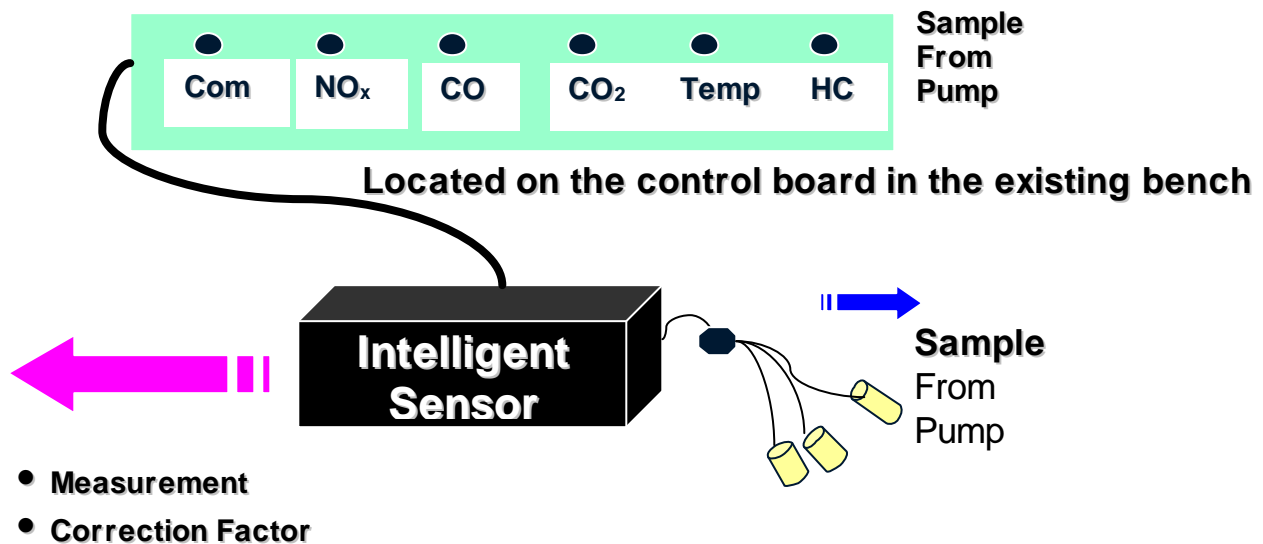 Sample
From
Pump
Com NOx CO CO2 Temp HC
Located on the control board in the existing bench
Intelligent
Sensor
Sample
From
Pump
• Measurement
• Correction Factor